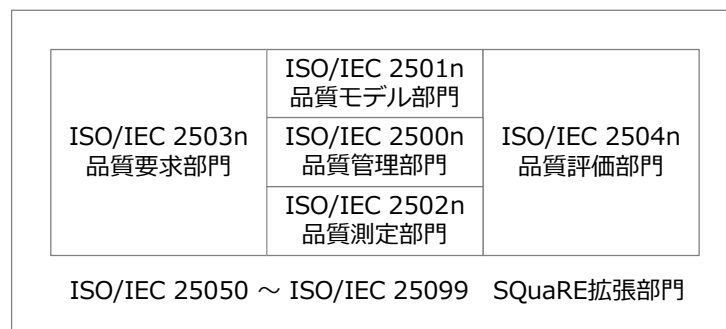 ISO/IEC 2503n
品質要求部門
ISO/IEC 2501n
品質モデル部門
ISO/IEC 2500n
品質管理部門
ISO/IEC 2502n
品質測定部門
ISO/IEC 2504n
品質評価部門
ISO/IEC 25050 ～ ISO/IEC 25099　SQuaRE拡張部門